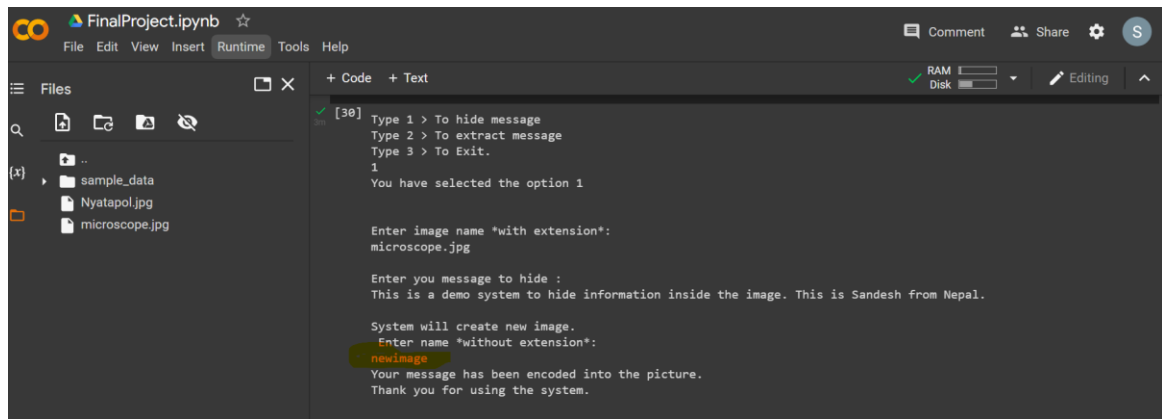 FinalProject.ipynb
Comment
Share
S
File Edit View Insert Runtime Tools Help
Files
+ Code + Text
RAM
Disk
Editing
[30]
Type 1 > To hide message
Type 2 > To extract message
Type 3 > To Exit.
1
You have selected the option 1
..
{x}
sample_data
Nyatapol.jpg
microscope.jpg
Enter image name *with extension*:
microscope.jpg
Enter you message to hide :
This is a demo system to hide information inside the image. This is Sandesh from Nepal.
System will create new image.
Enter name *without extension*:
newimage
Your message has been encoded into the picture.
Thank you for using the system.